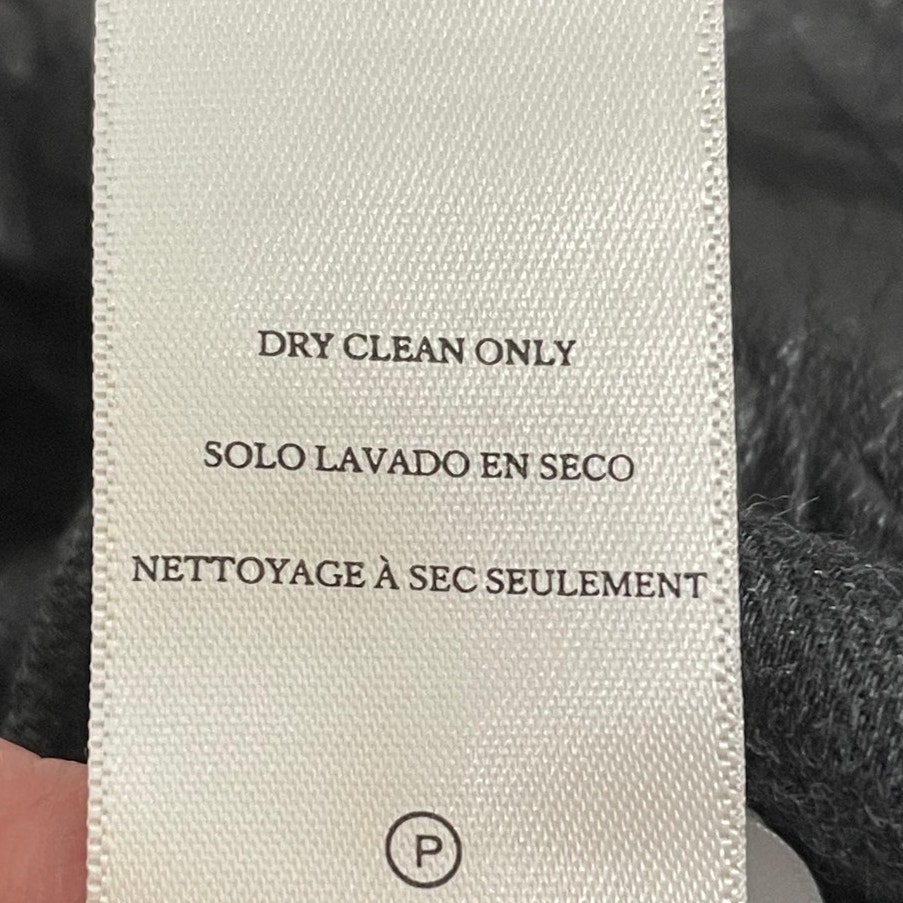 DRY CLEAN ONLY
SOLO LAVADO EN SECO
NETTOYAGE À SEC SEULEMENT
P